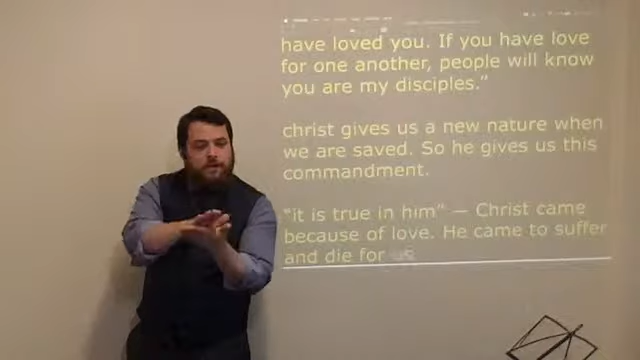 have loved you. If you have love
for one another, people will know
you are my disciples.”
christ gives us a new nature when
we are saved. So he gives us this
commandment.
“it is true in him” — Christ came
because of love. He came to suffer
and die for us